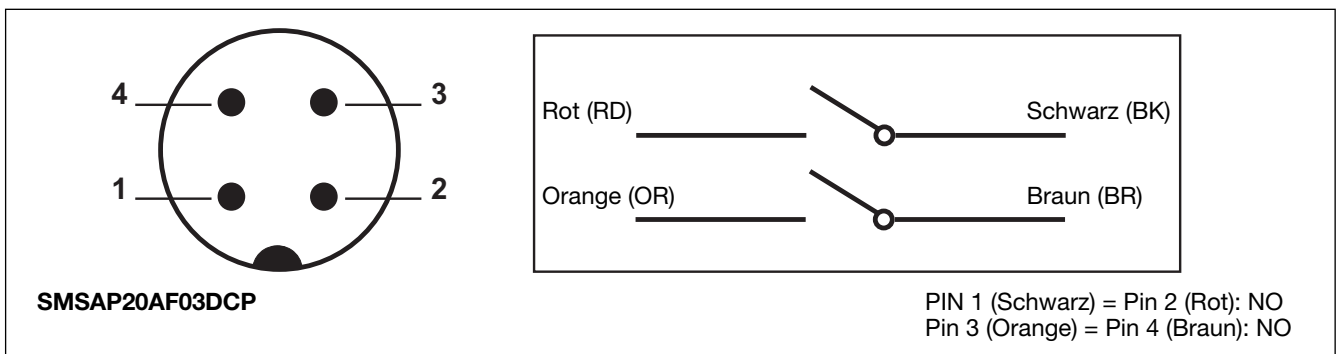 4 3
1 2
Rot (RD) Schwarz (BK)
Orange (OR) Braun (BR)
SMSAP20AF03DCP
PIN 1 (Schwarz) = Pin 2 (Rot): NO
Pin 3 (Orange) = Pin 4 (Braun): NO